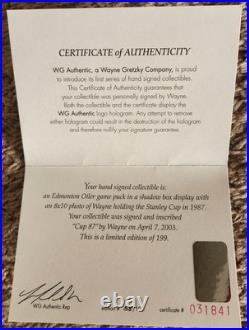 CERTIFICATE of AUTHENTICITY
WG Authentic, a Wayne Gretzky Company, is proud
to introduce its first series of hand signed collectibles.
This Certificate of Authenticity guarantees that
your collectible was personally signed by Wayne.
Both the collectible and the certificate display the
WG Authentic logo hologram. Any attempt to remove
either hologram could result in the destruction of the hologram
and therefore nullify your signature guarantee.
Your hand signed collectible is:
an Edmonton Oiler game puck in a shadow box display with
an 8x10 photo of Wayne holding the Stanley Cup in 1987.
Your collectible was signed and inscribed
"Cup 87" by Wayne on April 7, 2003.
This is a limited edition of 199.
WG Authentic Rep
certificate # 031841